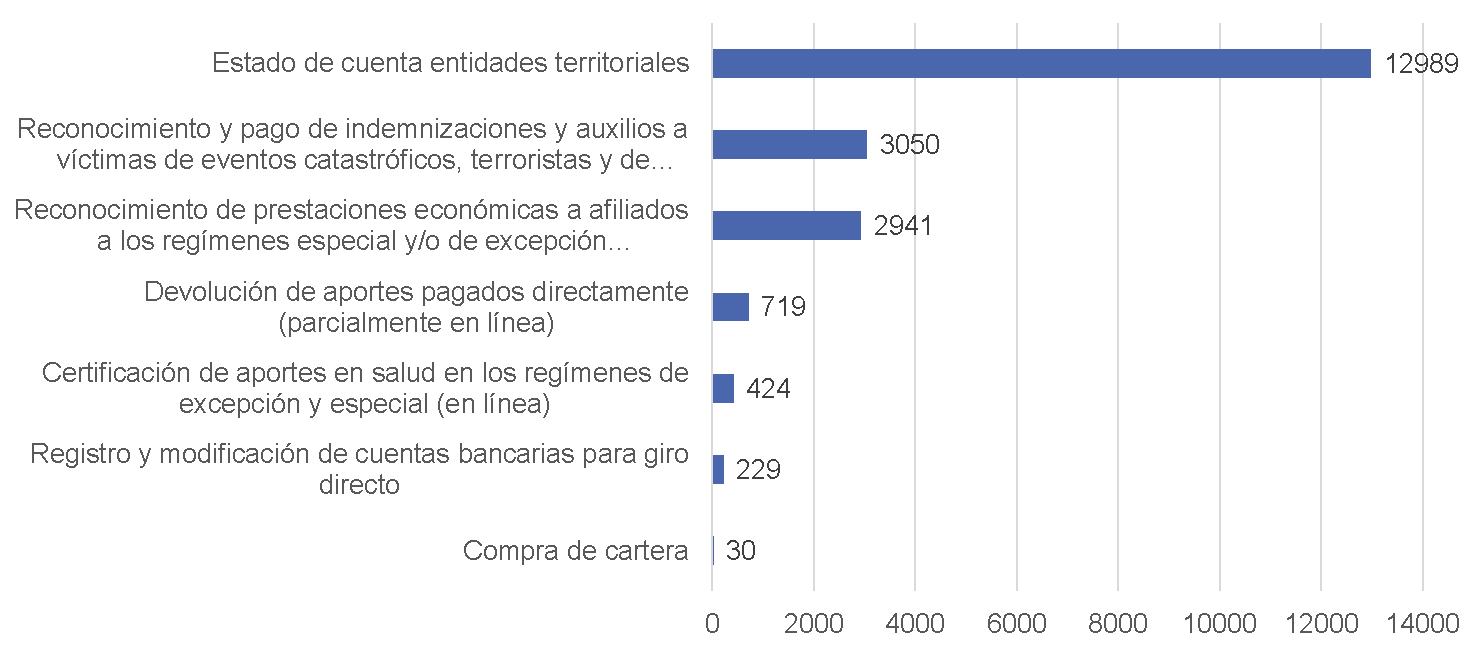 Estado de cuenta entidades territoriales
12989
Reconocimiento y pago de indemnizaciones y auxilios a
víctimas de eventos catastróficos, terroristas y de...
3050
Reconocimiento de prestaciones económicas a afiliados
a los regímenes especial y/o de excepción...
2941
Devolución de aportes pagados directamente
(parcialmente en línea)
719
Certificación de aportes en salud en los regímenes de
excepción y especial (en línea)
424
Registro y modificación de cuentas bancarias para giro
directo
229
Compra de cartera
30
0 2000 4000 6000 8000 10000 12000 14000